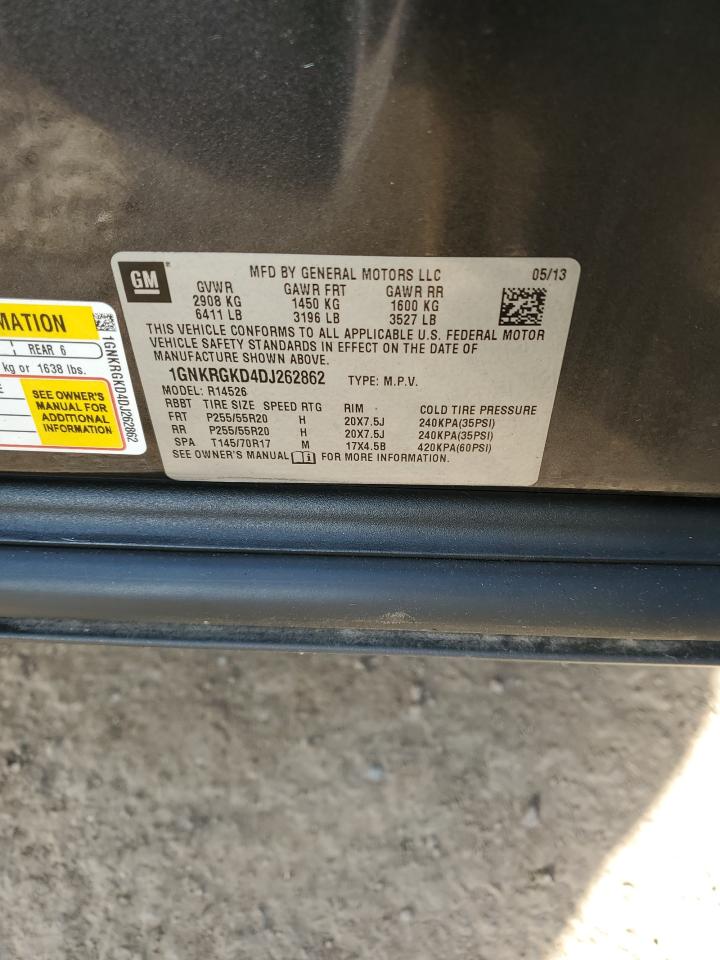 GM
MFD BY GENERAL MOTORS LLC 05/13
GVWR GAWR FRT GAWR RR
2908 KG 1450 KG 1600 KG
6411 LB 3196 LB 3527 LB
THIS VEHICLE CONFORMS TO ALL APPLICABLE U.S. FEDERAL MOTOR
VEHICLE SAFETY STANDARDS IN EFFECT ON THE DATE OF
MANUFACTURE SHOWN ABOVE.
1GNKRGKD4DJ262862 TYPE: M.P.V.
MODEL: R14526
RBBT TIRE SIZE SPEED RTG RIM COLD TIRE PRESSURE
FRT P255/55R20 H 20X7.5J 240KPA(35PSI)
RR P255/55R20 H 20X7.5J 240KPA(35PSI)
SPA T145/70R17 M 17X4.5B 420KPA(60PSI)
SEE OWNER'S MANUAL FOR MORE INFORMATION.
MATION
REAR 6
kg or 1638 lbs.
SEE OWNER'S
MANUAL FOR
ADDITIONAL
INFORMATION
1GNKRGKD4DJ262862